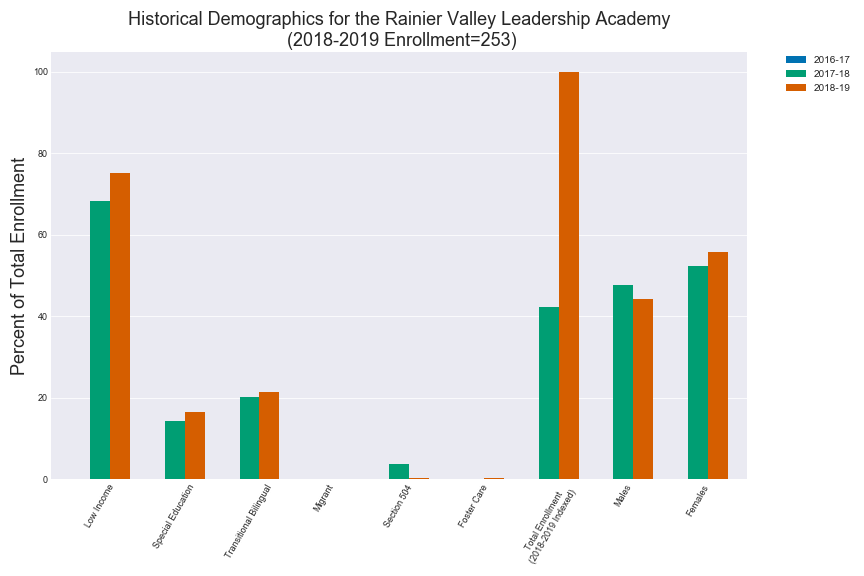 Historical Demographics for the Rainier Valley Leadership Academy
(2018-2019 Enrollment=253)
2016-17
2017-18
2018-19
Percent of Total Enrollment
100
80
60
40
20
0
Low Income
Special Education
Transitional Bilingual
Migrant
Section 504
Foster Care
Total Enrollment
(2018-2019 Indexed)
Males
Females